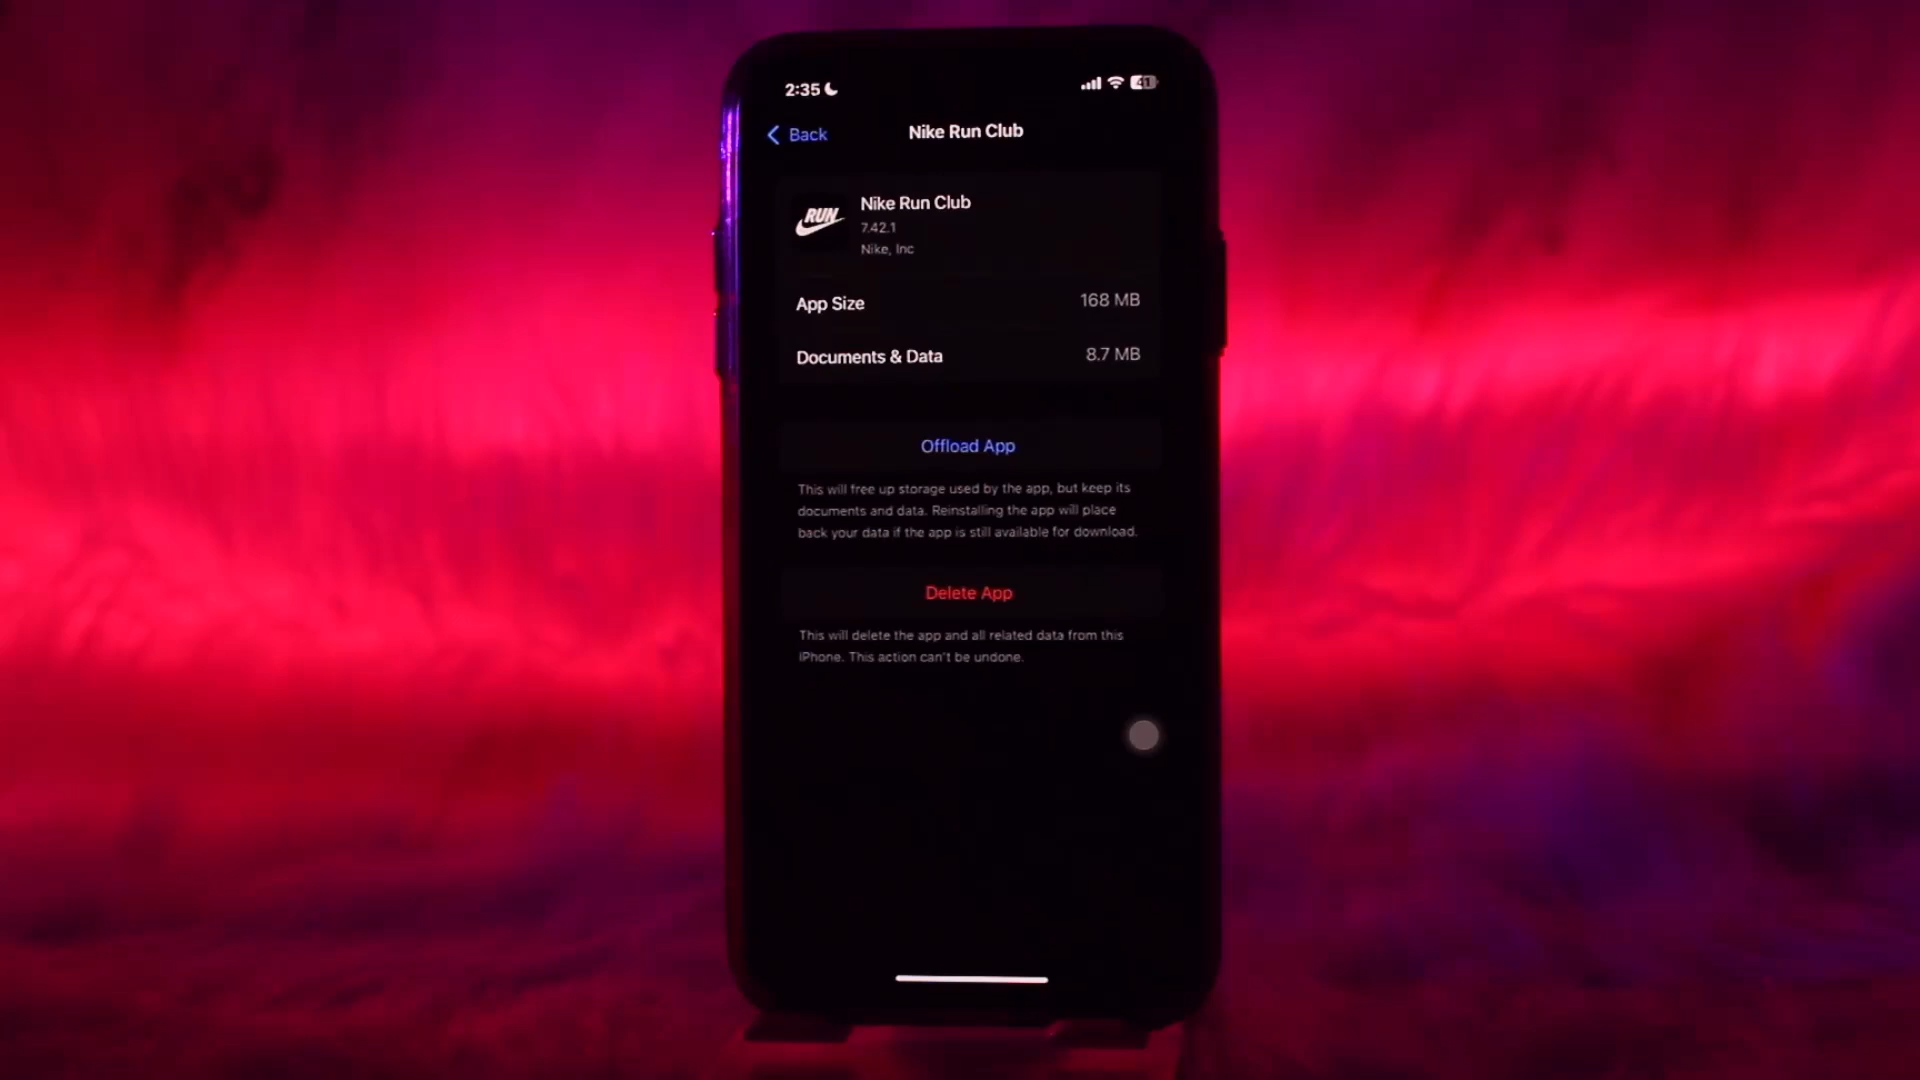 2:35
41
Back
Nike Run Club
RUN
Nike Run Club
7.42.1
Nike, Inc
App Size
168 MB
Documents & Data
8.7 MB
Offload App
This will free up storage used by the app, but keep its
documents and data. Reinstalling the app will place
back your data if the app is still available for download.
Delete App
This will delete the app and all related data from this
iPhone. This action can't be undone.